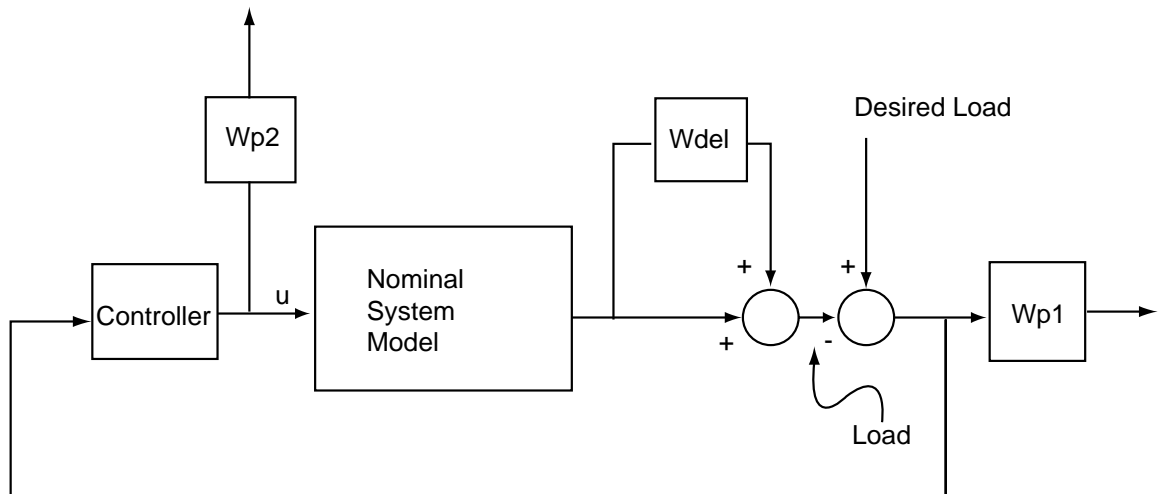 Wp2
Wdel
Desired Load
+
+
Controller
u
Nominal
System
Model
+
-
Wp1
Load